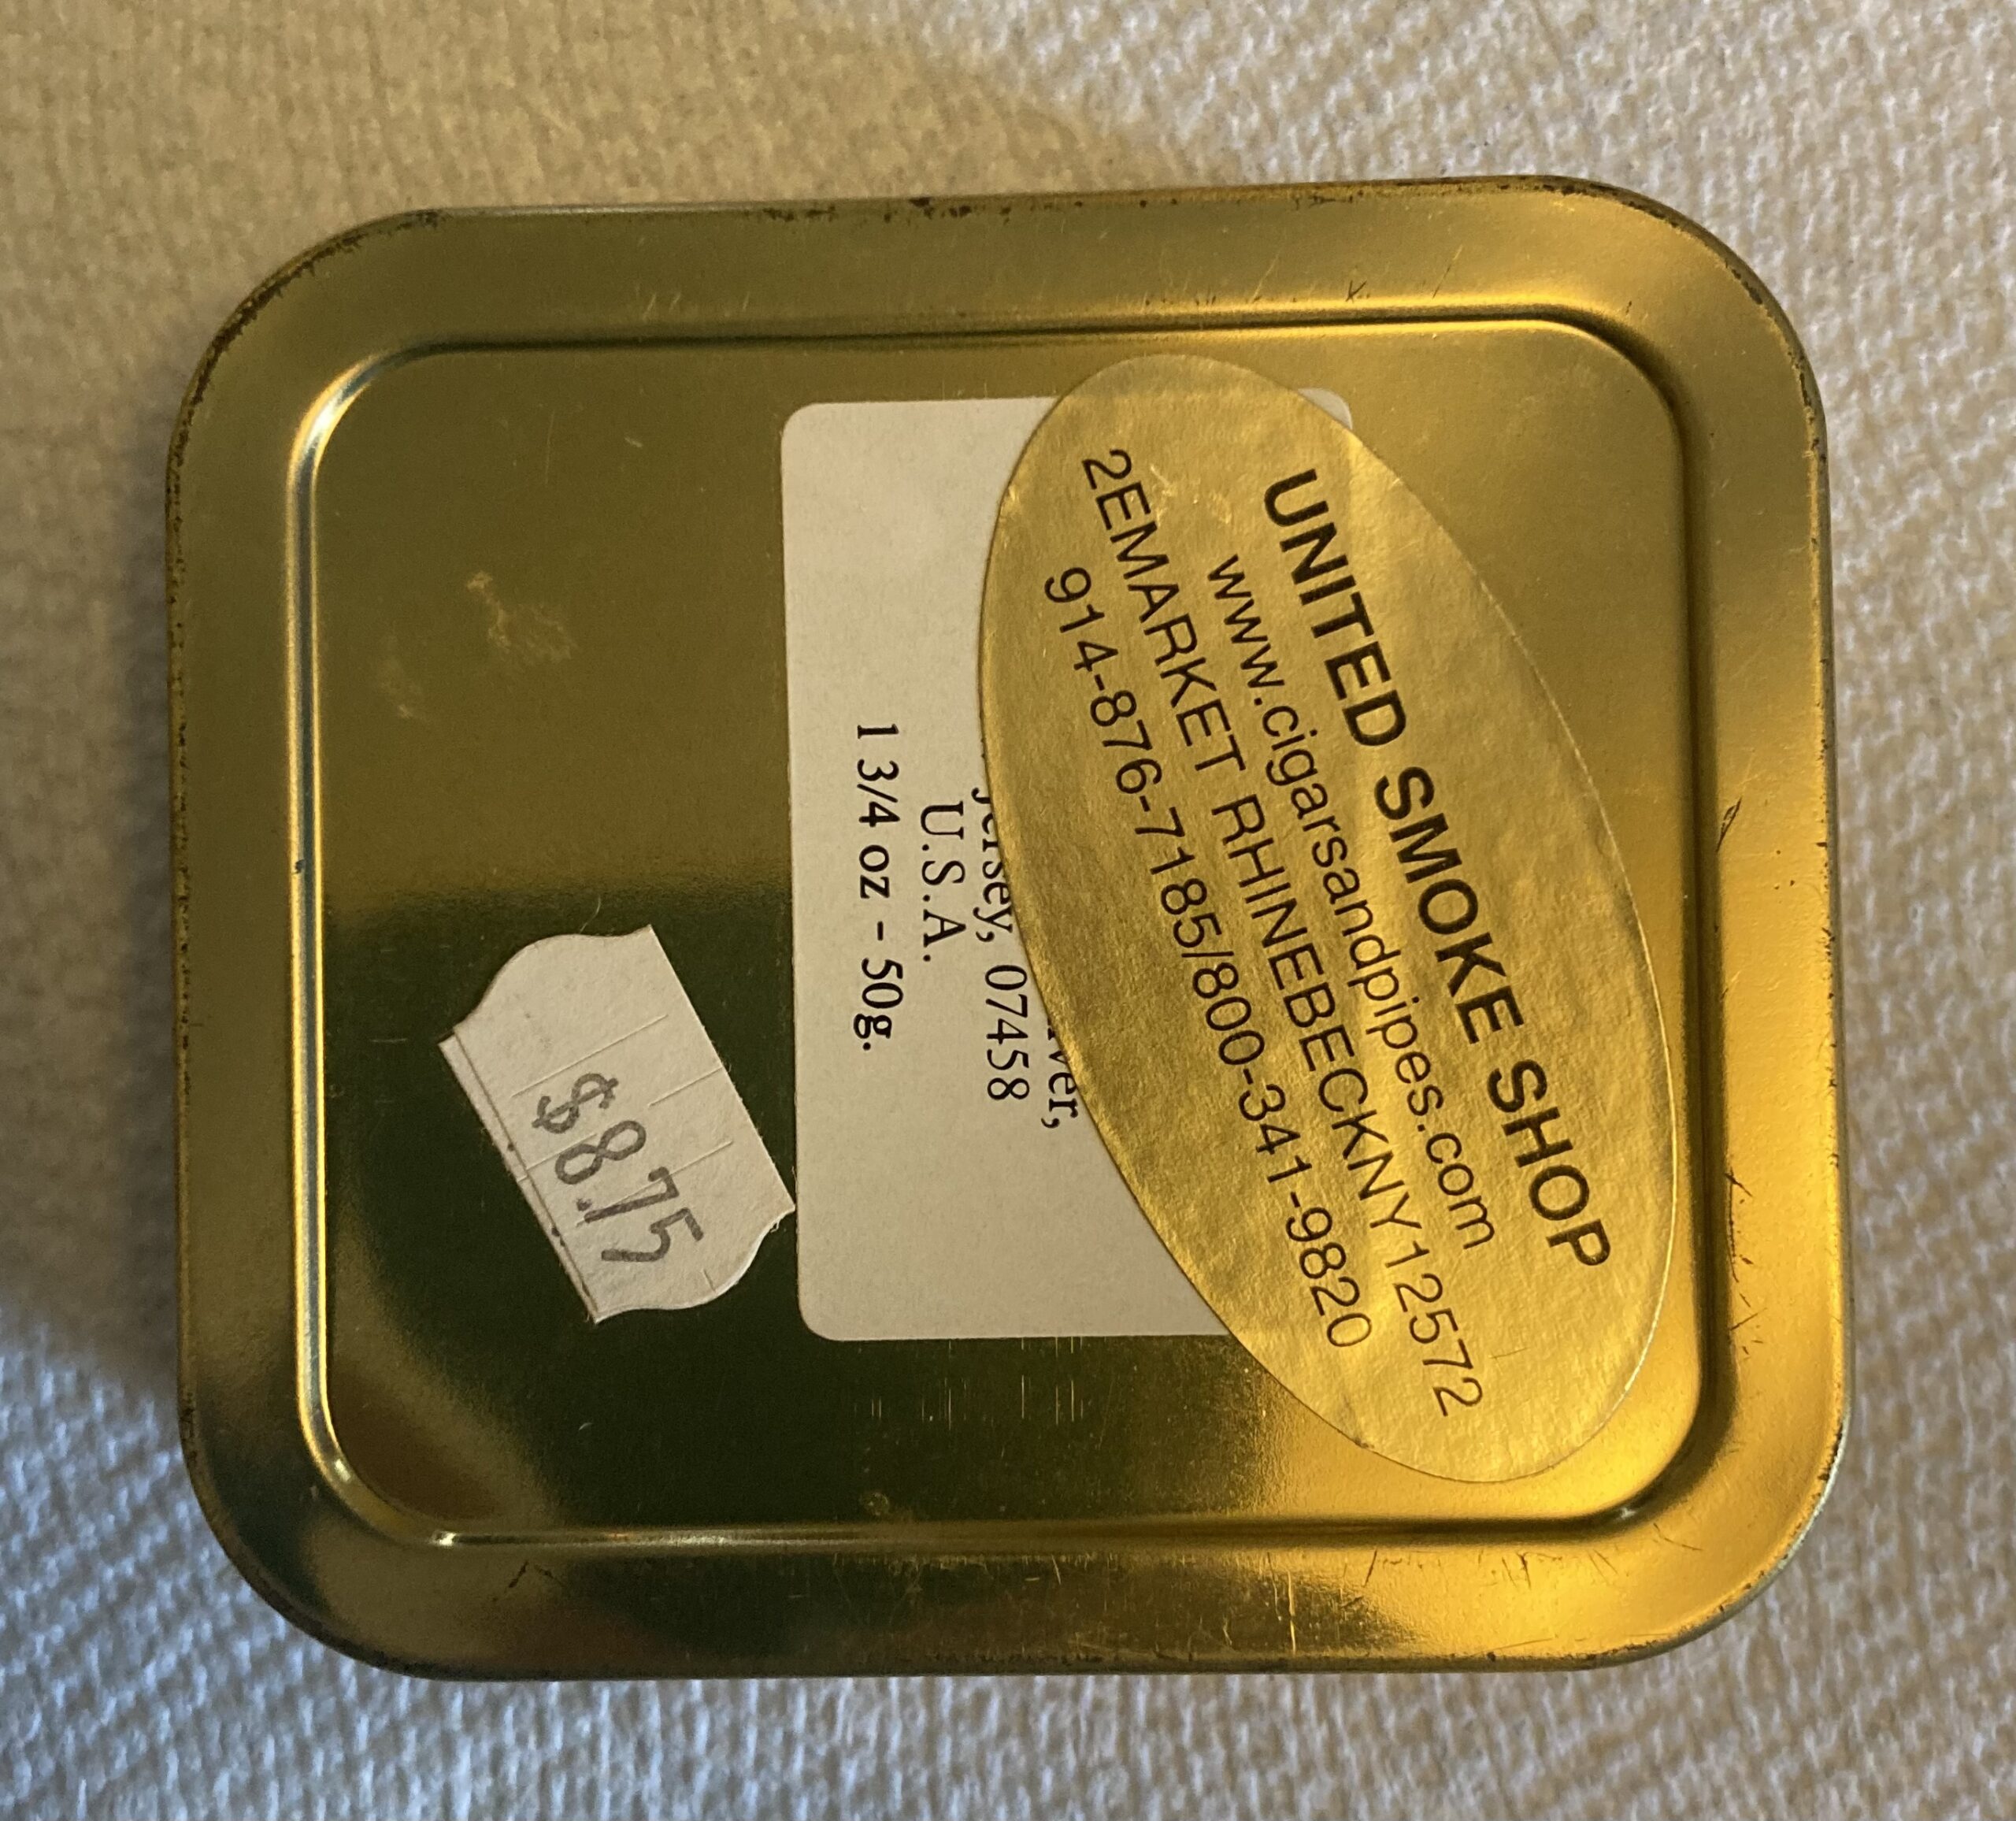 UNITED SMOKE SHOP
www.cigarsandpipes.com
2EMARKET RHINEBECKNY12572
914-876-7185/800-341-9820
07458
U.S.A.
1 3/4 oz - 50g.
$8.75